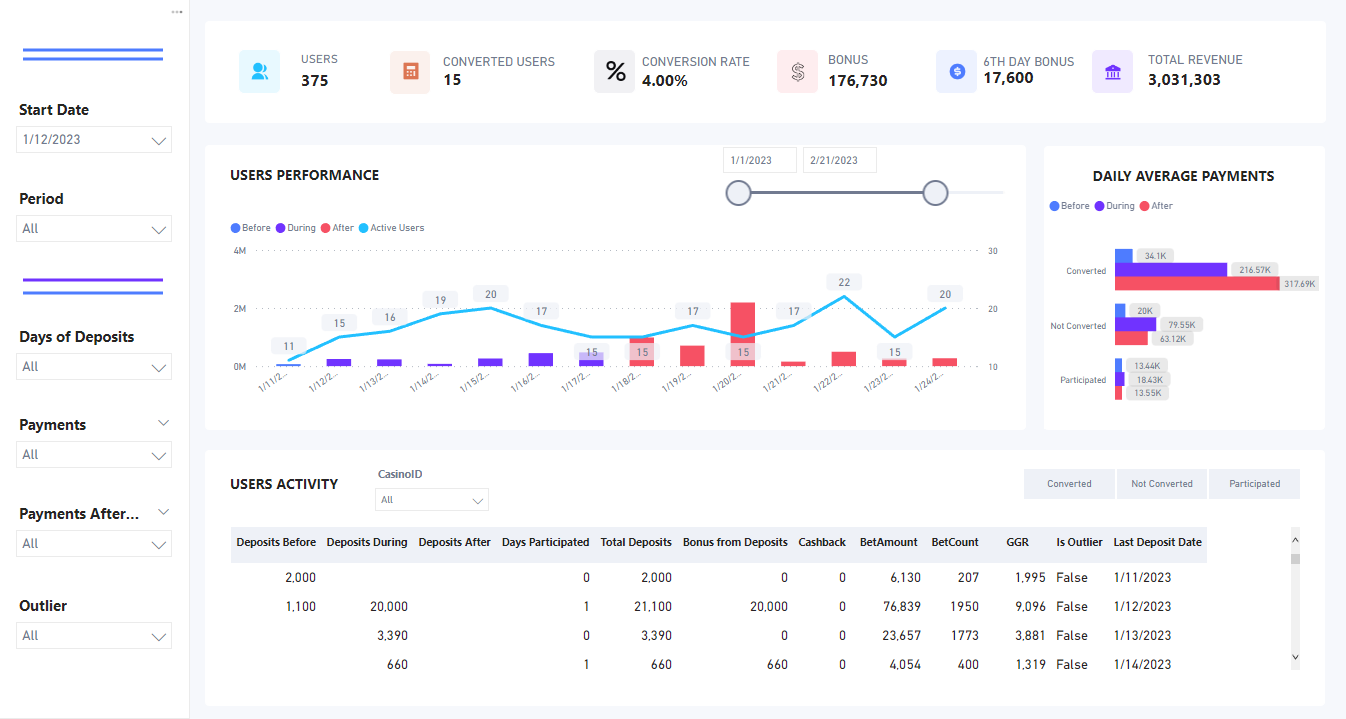 ...
Start Date
1/12/2023
Period
All
Days of Deposits
All
Payments
All
Payments After...
All
Outlier
All
USERS
375
CONVERTED USERS
15
%
CONVERSION RATE
4.00%
$
BONUS
176,730
$
6TH DAY BONUS
17,600
TOTAL REVENUE
3,031,303
USERS PERFORMANCE
1/1/2023 2/21/2023
Before During After Active Users
4M
2M
0M
30
20
10
11 15 16 19 20 17 15 15 17 15 17 22 15 20
1/11/2... 1/12/2... 1/13/2... 1/14/2... 1/15/2... 1/16/2... 1/17/2... 1/18/2... 1/19/2... 1/20/2... 1/21/2... 1/22/2... 1/23/2... 1/24/2...
DAILY AVERAGE PAYMENTS
Before During After
Converted
34.1K
216.57K
317.69K
Not Converted
20K
79.55K
63.12K
Participated
13.44K
18.43K
13.55K
USERS ACTIVITY
CasinoID
All
Converted Not Converted Participated
Deposits Before Deposits During Deposits After Days Participated Total Deposits Bonus from Deposits Cashback BetAmount BetCount GGR Is Outlier Last Deposit Date
2,000 0 2,000 0 0 6,130 207 1,995 False 1/11/2023
1,100 20,000 1 21,100 20,000 0 76,839 1950 9,096 False 1/12/2023
3,390 0 3,390 0 0 23,657 1773 3,881 False 1/13/2023
660 1 660 660 0 4,054 400 1,319 False 1/14/2023